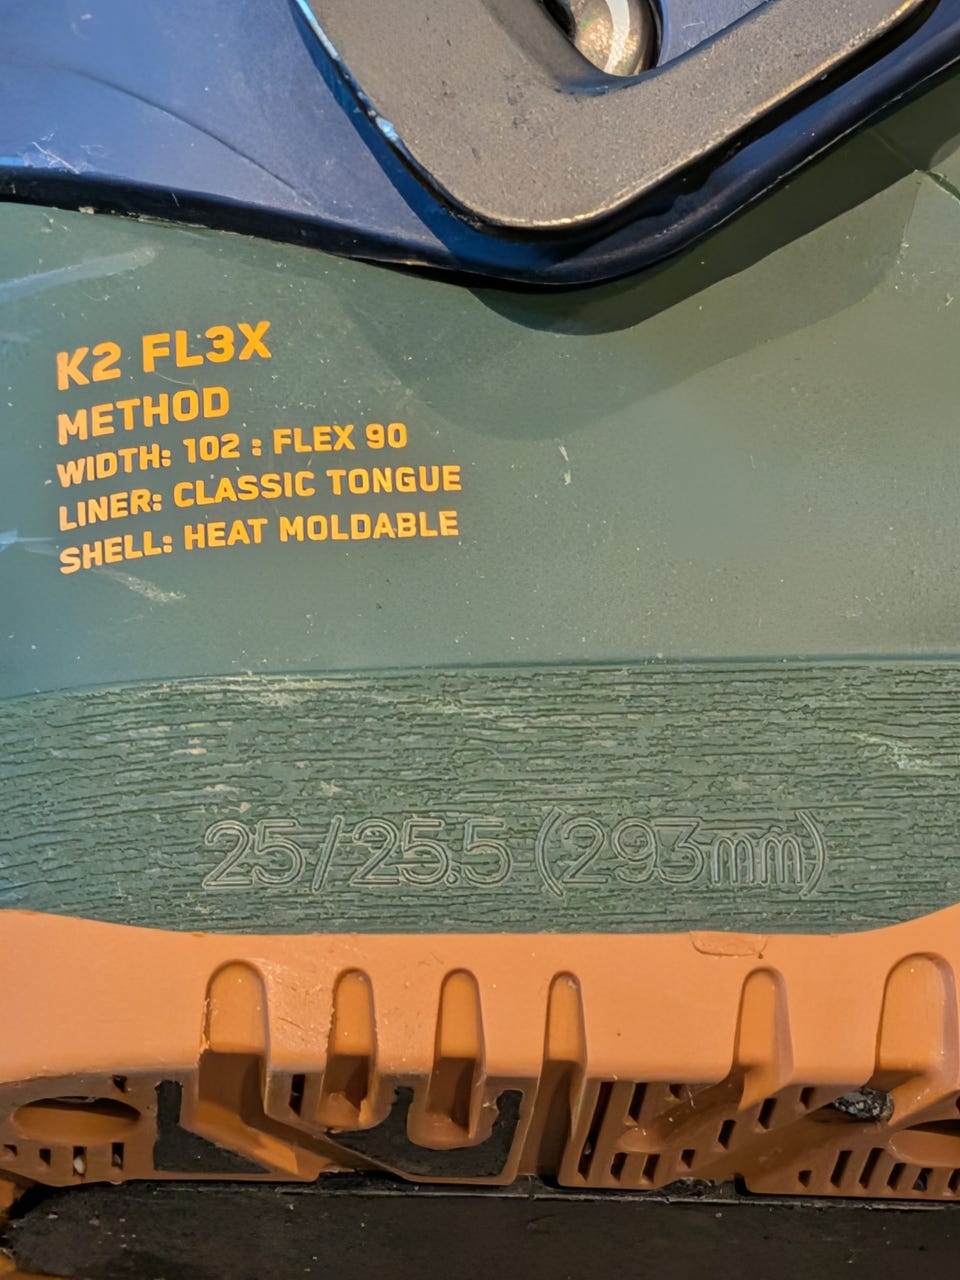 K2 FL3X
METHOD
WIDTH: 102 : FLEX 90
LINER: CLASSIC TONGUE
SHELL: HEAT MOLDABLE
25/25.5 (293mm)